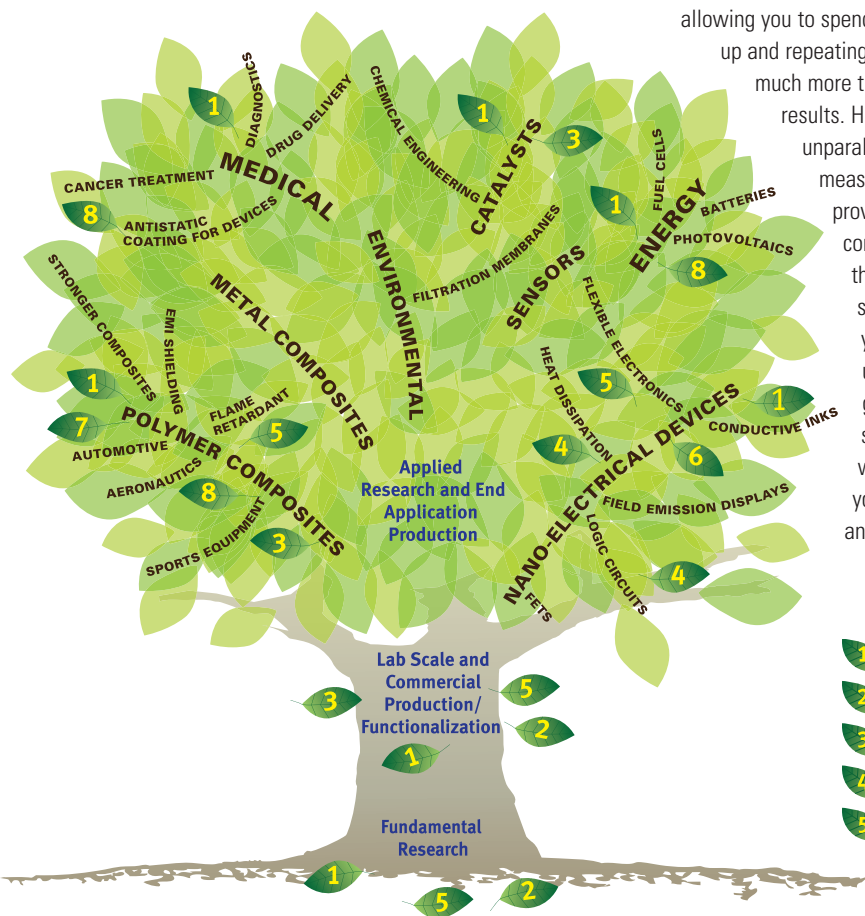 allowing you to spend
up and repeating
much more t
results. H
unparal
meas
prov
con
th
s
y
u
g
s
v
yo
an
DIAGNOSTICS
DRUG DELIVERY
CHEMICAL ENGINEERING
1
1
CATALYSTS
3
MEDICAL
CANCER TREATMENT
8
ANTISTATIC
COATING FOR DEVICES
ENVIRONMENTAL
FILTRATION MEMBRANES
FUEL CELLS
1
ENERGY
BATTERIES
PHOTOVOLTAICS
8
SENSORS
FLEXIBLE ELECTRONICS
STRONGER COMPOSITES
EMI SHIELDING
METAL COMPOSITES
1
7
POLYMER COMPOSITES
FLAME
RETARDANT
5
AUTOMOTIVE
AERONAUTICS
8
SPORTS EQUIPMENT
3
HEAT DISSIPATION
5
4
NANO-ELECTRICAL DEVICES
1
CONDUCTIVE INKS
6
FIELD EMISSION DISPLAYS
LOGIC CIRCUITS
FETS
4
Applied
Research and End
Application
Production
Lab Scale and
Commercial
Production/
Functionalization
3
5
2
1
Fundamental
Research
1
5
2
1
2
3
4
5